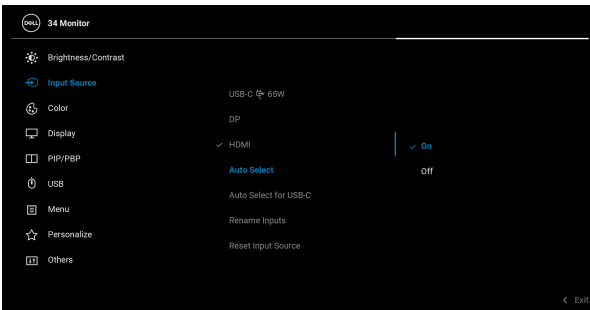 DELL 34 Monitor
Brightness/Contrast
Input Source
USB-C 65W
Color
DP
Display
HDMI
On
PIP/PBP
Auto Select
Off
USB
Auto Select for USB-C
Menu
Rename Inputs
Personalize
Reset Input Source
Others
Exit